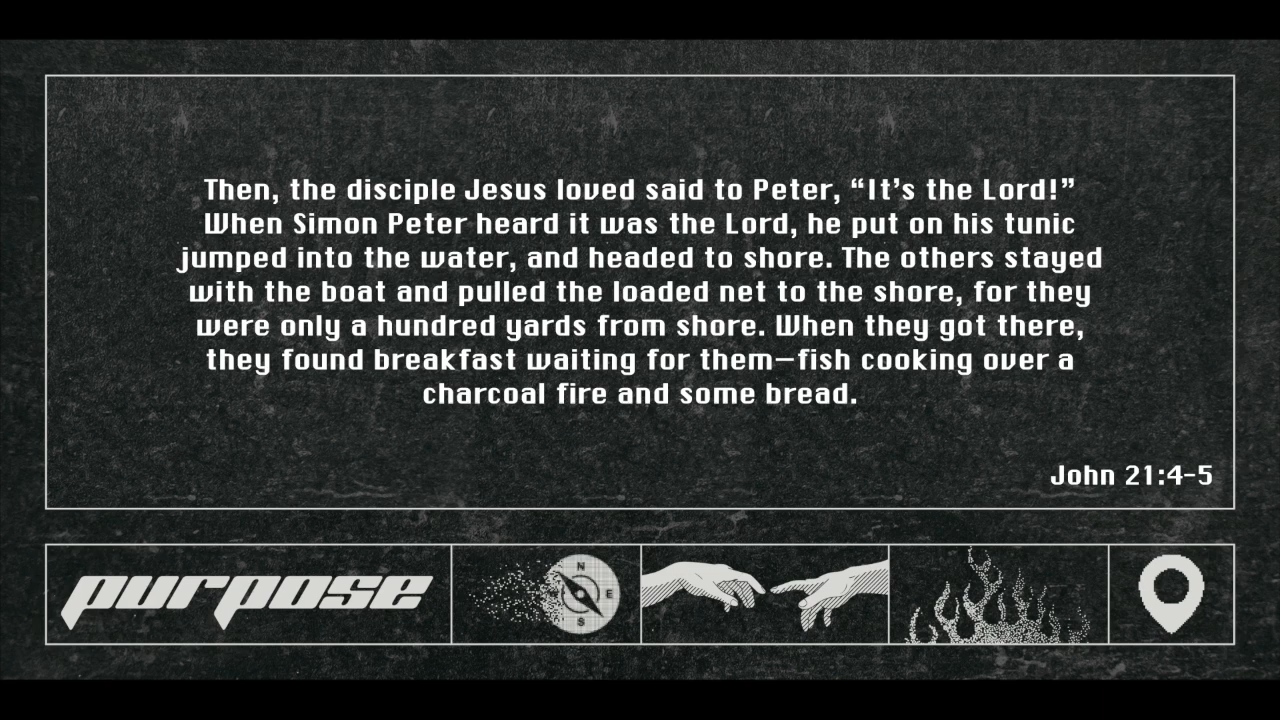 Then, the disciple Jesus loved said to Peter, “It’s the Lord!”
When Simon Peter heard it was the Lord, he put on his tunic
jumped into the water, and headed to shore. The others stayed
with the boat and pulled the loaded net to the shore, for they
were only a hundred yards from shore. When they got there,
they found breakfast waiting for them—fish cooking over a
charcoal fire and some bread.
John 21:4-5
purpose
N
E
S